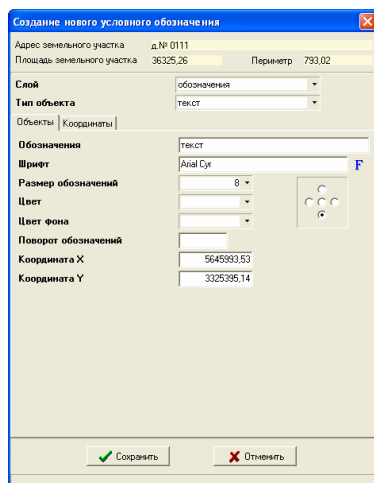 Создание нового условного обозначения
Адрес земельного участка д.№ 0111
Площадь земельного участка 36325,26 Периметр 793,02
Слой обозначения
Тип объекта текст
Объекты Координаты
Обозначения текст
Шрифт Arial Cyr F
Размер обозначений 8
Цвет
Цвет фона
Поворот обозначений
Координата X 5645993,53
Координата Y 3325395,14
Сохранить Отменить